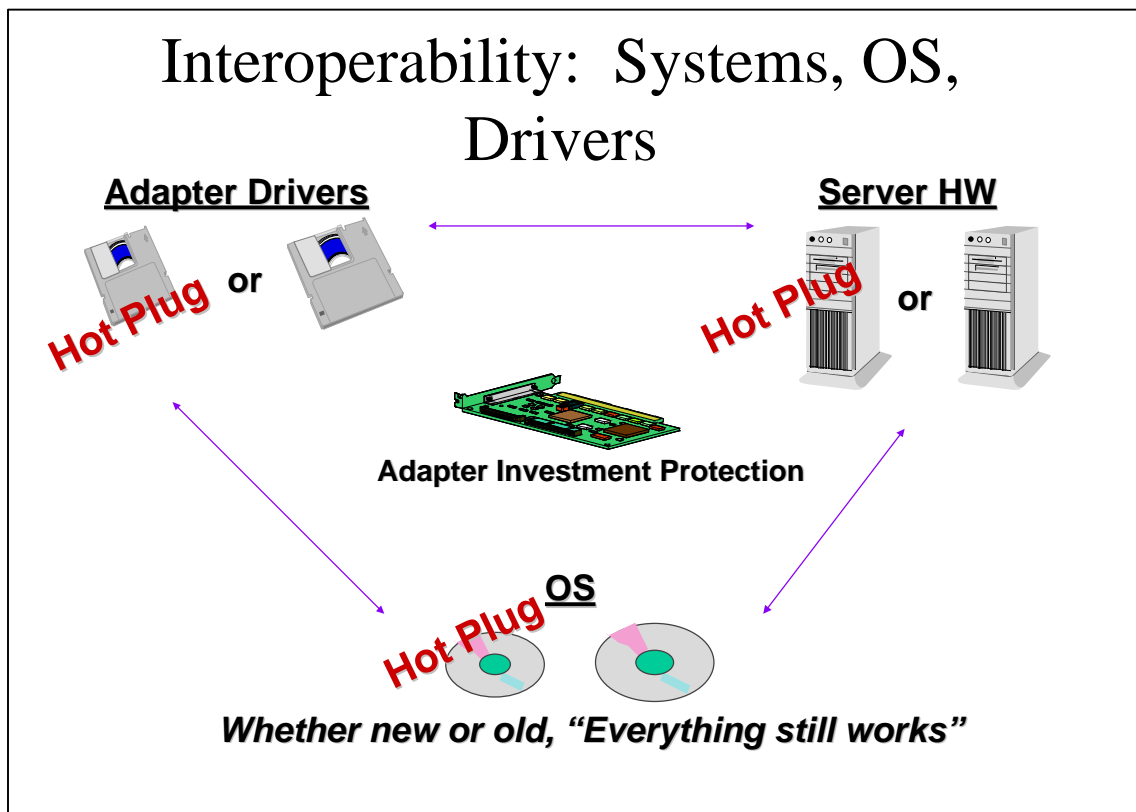 Interoperability: Systems, OS,
Drivers
Adapter Drivers
Server HW
Hot Plug
or
Hot Plug
or
Adapter Investment Protection
OS
Hot Plug
Whether new or old, “Everything still works”